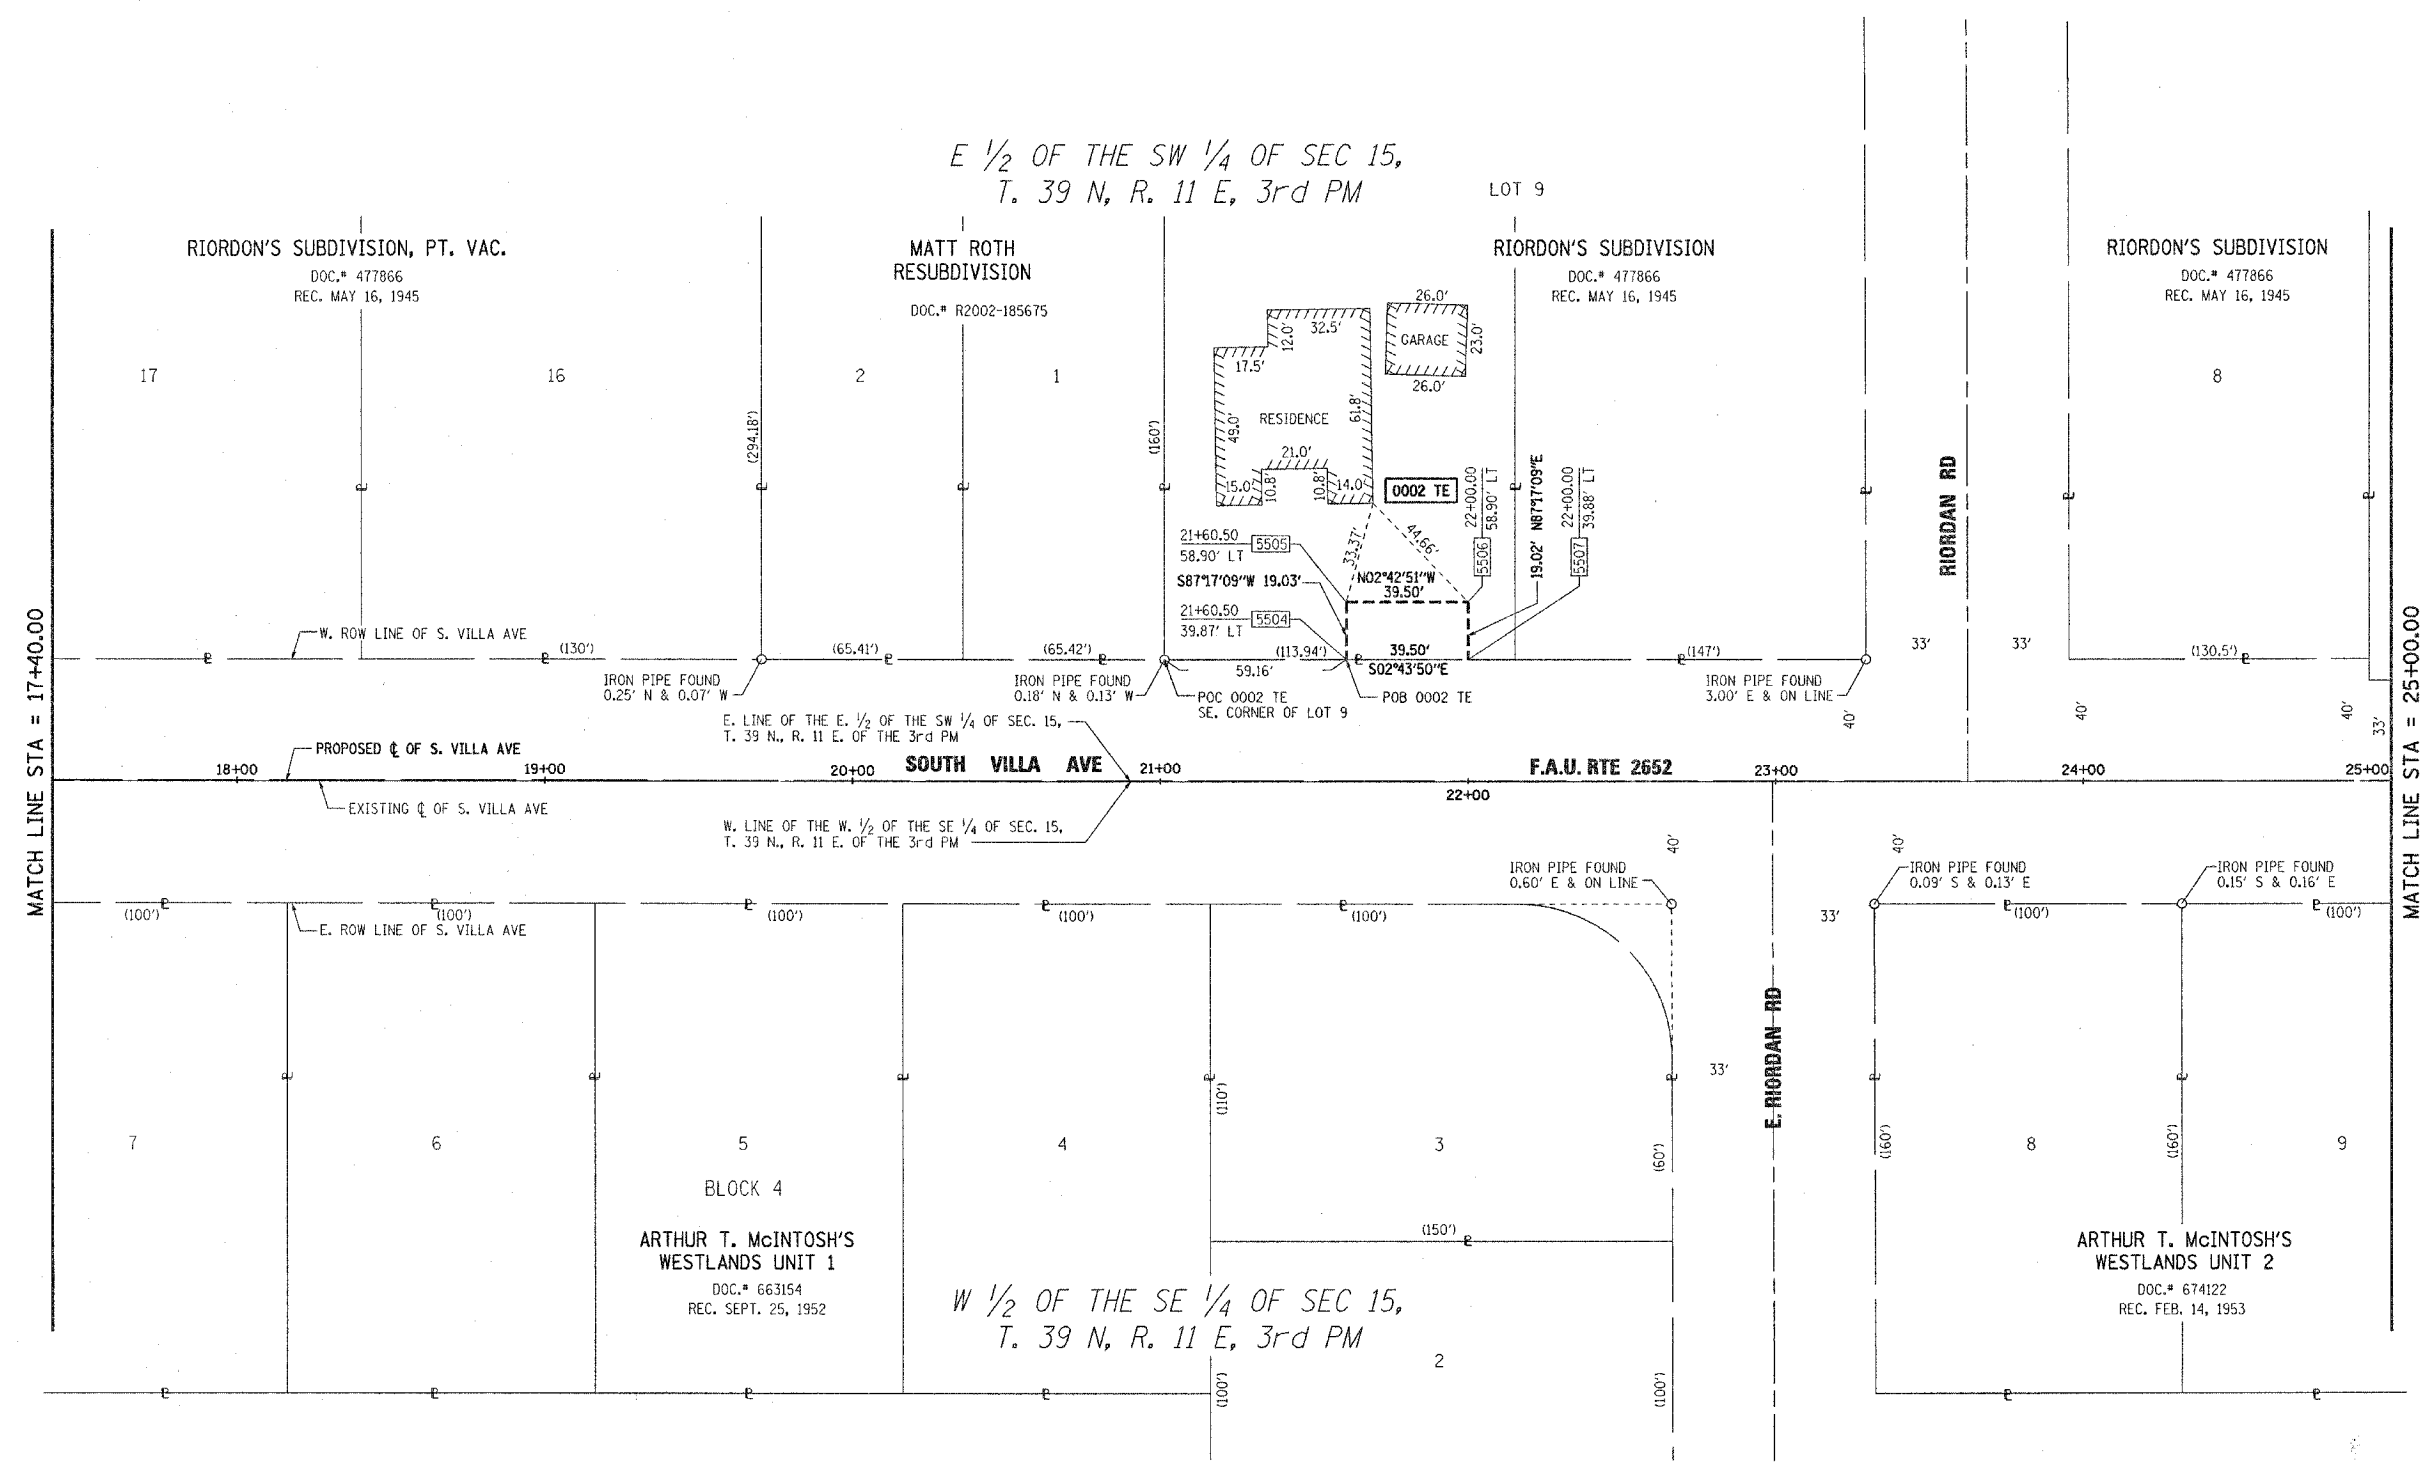 E 1/2 OF THE SW 1/4 OF SEC 15,
T. 39 N, R. 11 E, 3rd PM
LOT 9
RIORDON'S SUBDIVISION, PT. VAC.
DOC.# 477866
REC. MAY 16, 1945
MATT ROTH
RESUBDIVISION
DOC.# R2002-185675
RIORDON'S SUBDIVISION
DOC.# 477866
REC. MAY 16, 1945
RIORDON'S SUBDIVISION
DOC.# 477866
REC. MAY 16, 1945
17
16
2
1
8
(294.18')
(160')
26.0'
GARAGE
23.0'
26.0'
32.5'
12.0'
17.5'
49.0'
RESIDENCE
61.8'
21.0'
15.0'
10.8'
10.8'
14.0'
0002 TE
33.37'
44.66'
22+00.00
58.90' LT
5506
19.02' N87°17'09"E
22+00.00
39.88' LT
5507
21+60.50
58.90' LT
5505
S87°17'09"W 19.03'
21+60.50
39.87' LT
5504
N02°42'51"W
39.50'
39.50'
S02°43'50"E
RIORDAN RD
MATCH LINE STA = 17+40.00
MATCH LINE STA = 25+00.00
W. ROW LINE OF S. VILLA AVE
(130')
(65.41')
(65.42')
(113.94')
59.16'
(147')
33'
33'
(130.5')
IRON PIPE FOUND
0.25' N & 0.07' W
IRON PIPE FOUND
0.18' N & 0.13' W
POC 0002 TE
SE. CORNER OF LOT 9
POB 0002 TE
IRON PIPE FOUND
3.00' E & ON LINE
40'
40'
40'
33'
E. LINE OF THE E. 1/2 OF THE SW 1/4 OF SEC. 15,
T. 39 N., R. 11 E. OF THE 3rd PM
PROPOSED ℄ OF S. VILLA AVE
18+00
19+00
20+00
SOUTH VILLA AVE
21+00
22+00
F.A.U. RTE 2652
23+00
24+00
25+00
EXISTING ℄ OF S. VILLA AVE
W. LINE OF THE W. 1/2 OF THE SE 1/4 OF SEC. 15,
T. 39 N., R. 11 E. OF THE 3rd PM
40'
40'
IRON PIPE FOUND
0.60' E & ON LINE
IRON PIPE FOUND
0.09' S & 0.13' E
IRON PIPE FOUND
0.15' S & 0.16' E
(100')
(100')
(100')
(100')
(100')
33'
(100')
(100')
E. ROW LINE OF S. VILLA AVE
33'
E. RIORDAN RD
(110')
(60')
(160')
(160')
7
6
5
4
3
8
9
BLOCK 4
ARTHUR T. McINTOSH'S
WESTLANDS UNIT 1
DOC.# 663154
REC. SEPT. 25, 1952
(150')
ARTHUR T. McINTOSH'S
WESTLANDS UNIT 2
DOC.# 674122
REC. FEB. 14, 1953
W 1/2 OF THE SE 1/4 OF SEC 15,
T. 39 N, R. 11 E, 3rd PM
2
(100')
(100')